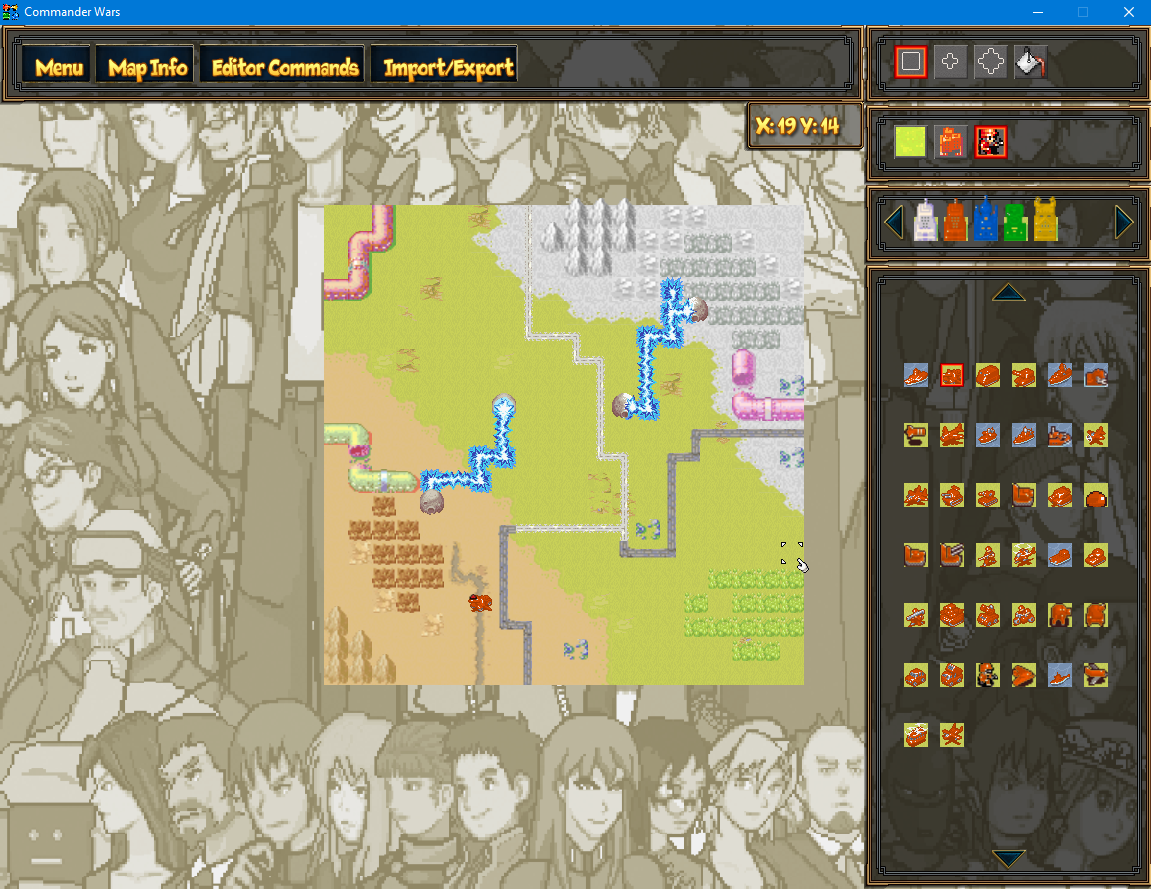 Commander Wars
Menu
Map Info
Editor Commands
Import/Export
X: 19 Y: 14